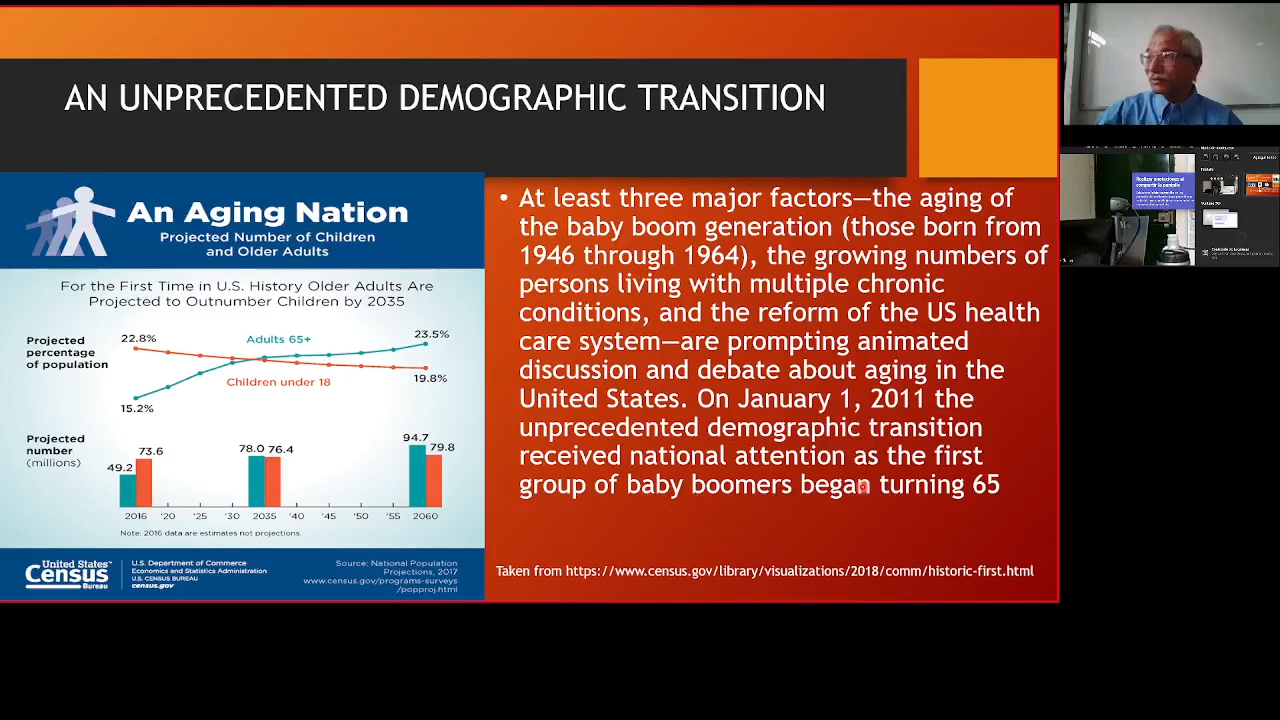 AN UNPRECEDENTED DEMOGRAPHIC TRANSITION
An Aging Nation
Projected Number of Children
and Older Adults
For the First Time in U.S. History Older Adults Are
Projected to Outnumber Children by 2035
Projected
percentage
of population
22.8%
Adults 65+
23.5%
15.2%
Children under 18
19.8%
Projected
number
(millions)
49.2
73.6
78.0
76.4
94.7
79.8
2016 '20 '25 '30 2035 '40 '45 '50 '55 2060
Note: 2016 data are estimates not projections.
United States™
Census
Bureau
U.S. Department of Commerce
Economics and Statistics Administration
U.S. CENSUS BUREAU
census.gov
Source: National Population
Projections, 2017
www.census.gov/programs-surveys
/popproj.html
• At least three major factors—the aging of
the baby boom generation (those born from
1946 through 1964), the growing numbers of
persons living with multiple chronic
conditions, and the reform of the US health
care system—are prompting animated
discussion and debate about aging in the
United States. On January 1, 2011 the
unprecedented demographic transition
received national attention as the first
group of baby boomers began turning 65
Taken from https://www.census.gov/library/visualizations/2018/comm/historic-first.html
Realizar anotaciones al
compartir la pantalla